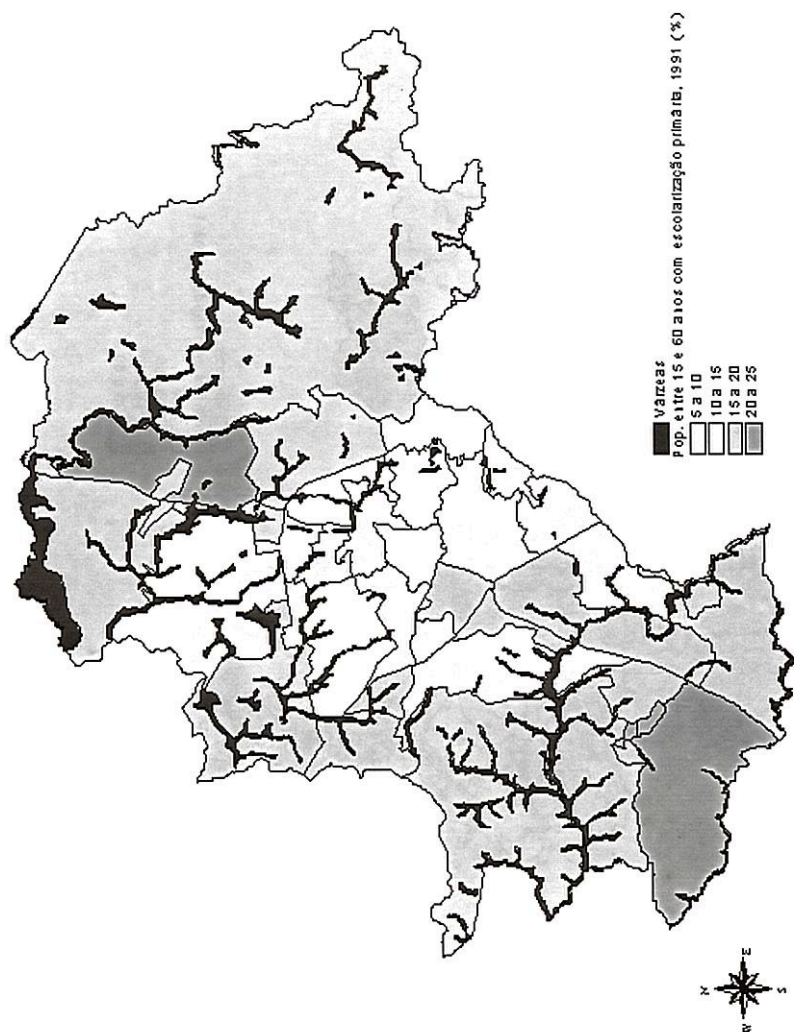 Várzeas
Pop. entre 15 e 60 anos com escolarização primária, 1991 (%)
5 a 10
10 a 15
15 a 20
20 a 25
N
W
E
S